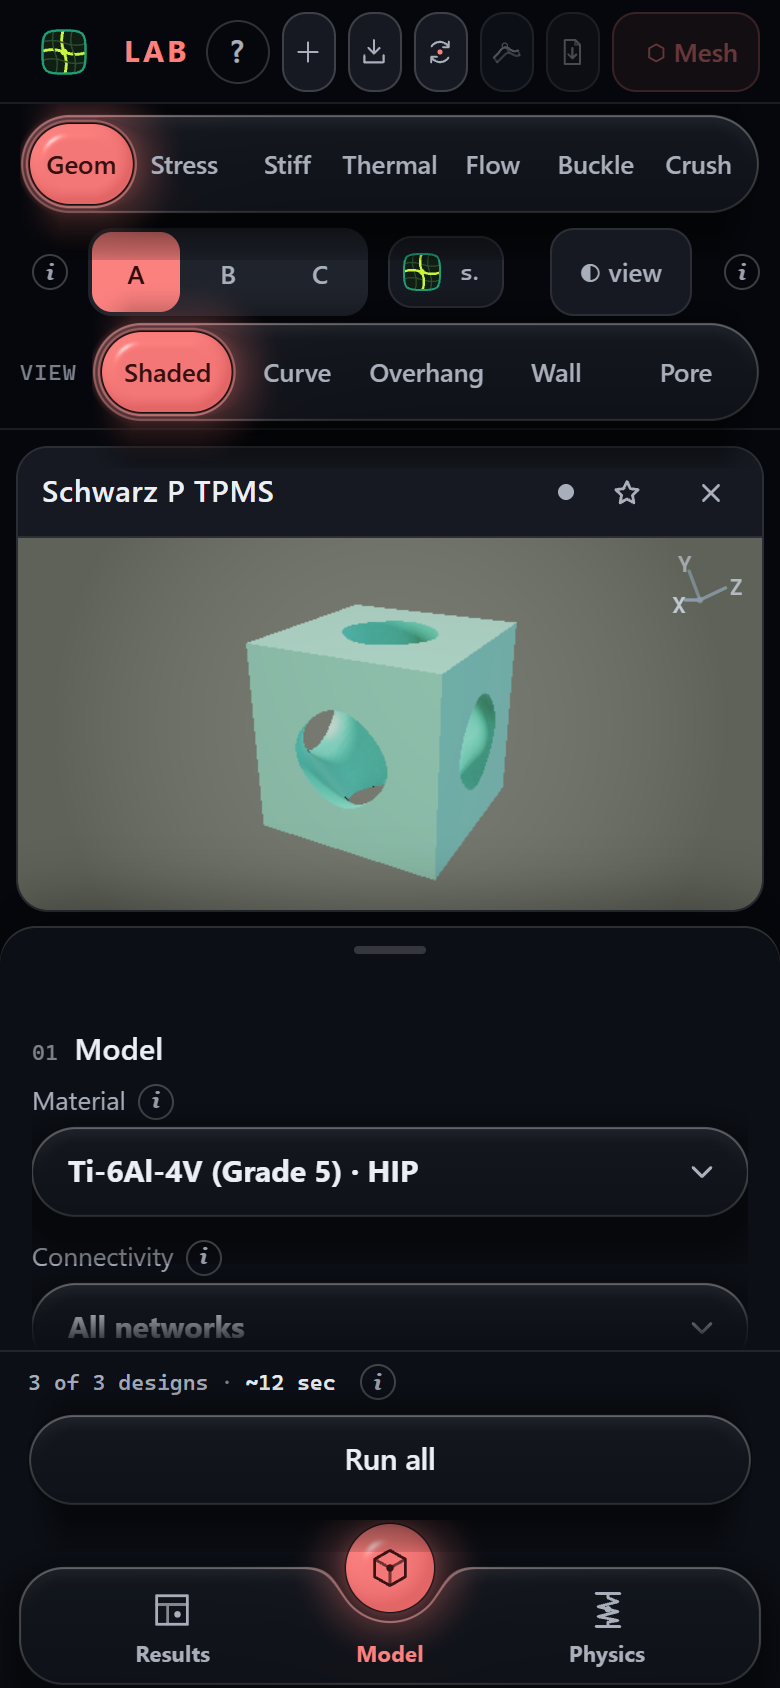 LAB ? Mesh
Geom Stress Stiff Thermal Flow Buckle Crush
i A B C s. view i
VIEW Shaded Curve Overhang Wall Pore
Schwarz P TPMS
Y
Z
X
01 Model
Material i
Ti-6Al-4V (Grade 5) · HIP
Connectivity i
All networks
3 of 3 designs · ~12 sec i
Run all
Results Model Physics